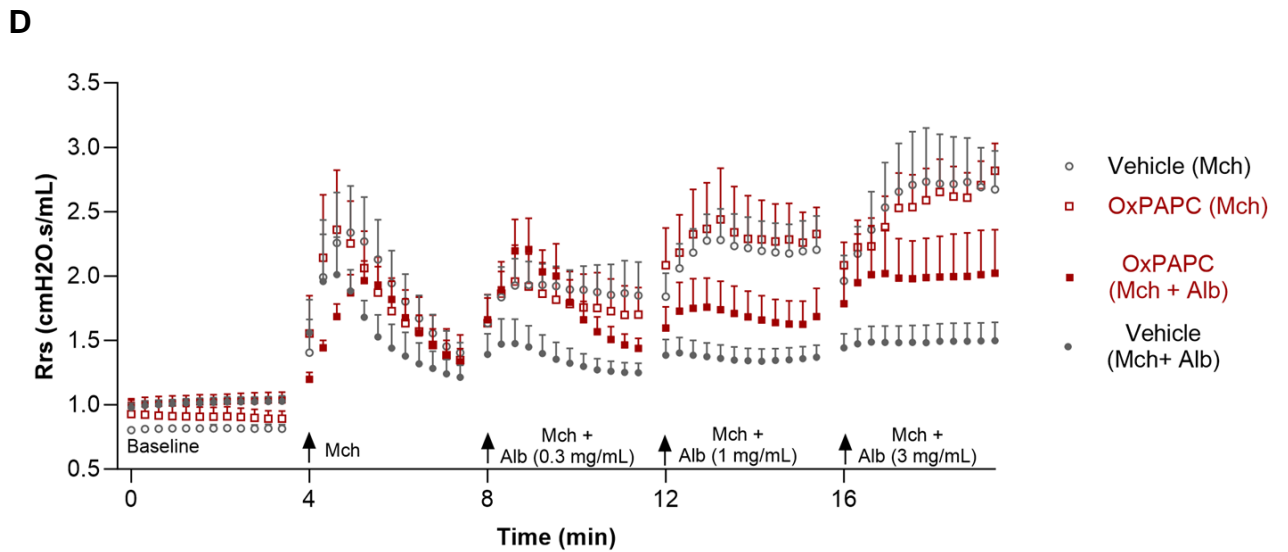 D
3.5
3.0
2.5
2.0
1.5
1.0
0.5
Rrs (cmH2O.s/mL)
Baseline
Mch
Mch +
Alb (0.3 mg/mL)
Mch +
Alb (1 mg/mL)
Mch +
Alb (3 mg/mL)
0
4
8
12
16
Time (min)
Vehicle (Mch)
OxPAPC (Mch)
OxPAPC
(Mch + Alb)
Vehicle
(Mch+ Alb)